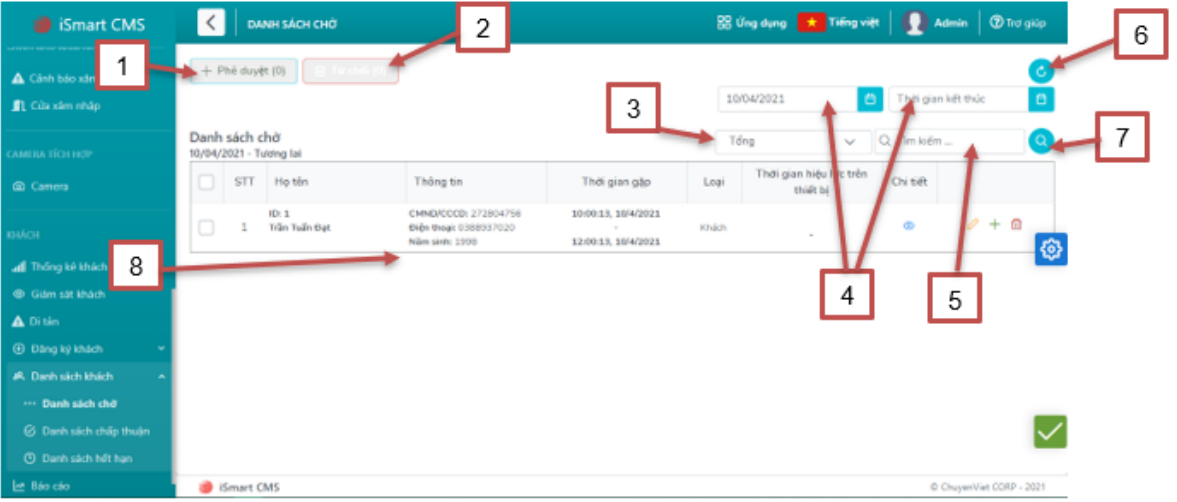 iSmart CMS
DANH SÁCH CHỜ
Ứng dụng
Tiếng việt
Admin
Trợ giúp
1
2
3
4
5
6
7
8
Cảnh báo xâm
Cửa xâm nhập
CAMERA TÍCH HỢP
Camera
KHÁCH
Thống kê khách
Giám sát khách
Di tản
Đăng ký khách
Danh sách khách
Danh sách chờ
Danh sách chấp thuận
Danh sách hết hạn
Báo cáo
+ Phê duyệt (0)
Từ chối (0)
10/04/2021
Thời gian kết thúc
Danh sách chờ
10/04/2021 - Tương lai
Tổng
Tìm kiếm ...
STT
Họ tên
Thông tin
Thời gian gặp
Loại
Thời gian hiệu lực trên
thiết bị
Chi tiết
1
ID: 1
Trần Tuấn Đạt
CMND/CCCD: 272804756
Điện thoại: 0388937020
Năm sinh: 1998
10:00:13, 10/4/2021
-
12:00:13, 10/4/2021
Khách
-
iSmart CMS
© ChuyenViet CORP - 2021